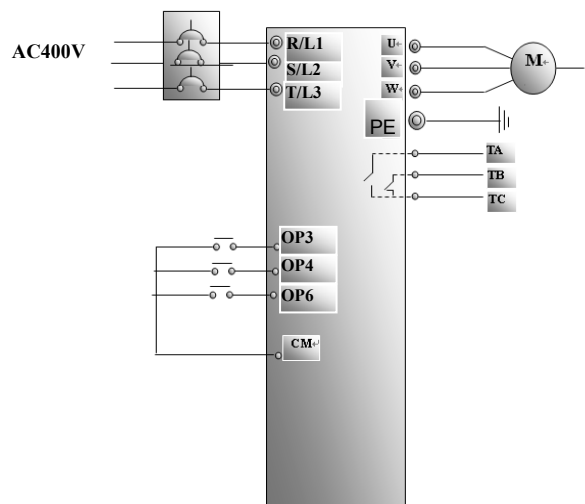 AC400V
R/L1
S/L2
T/L3
U
V
W
M
PE
TA
TB
TC
OP3
OP4
OP6
CM